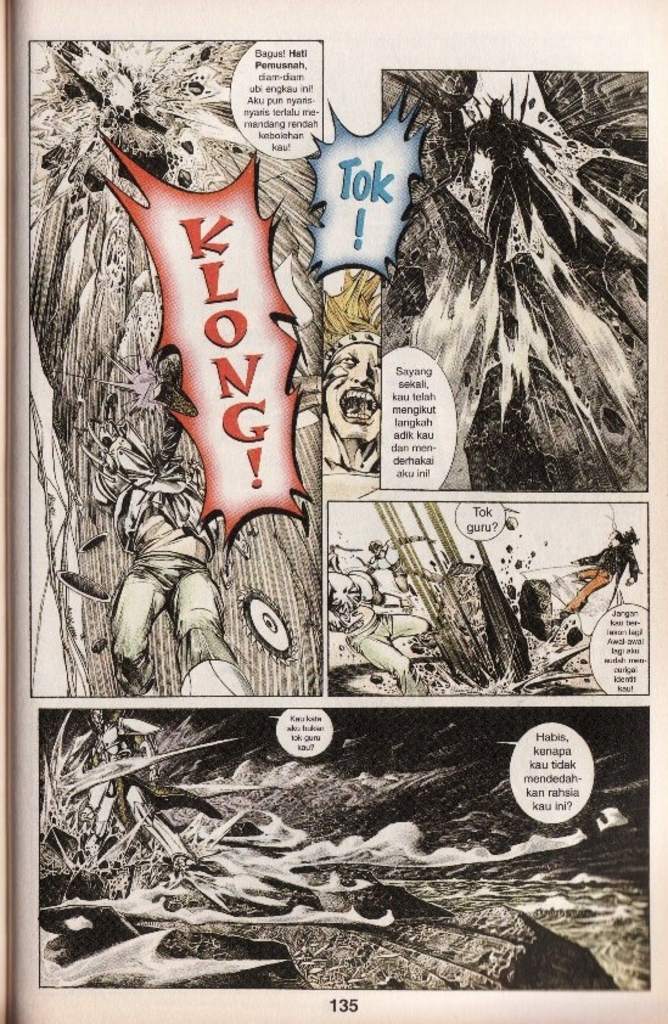 Bagus! Hati
Pemusnah,
diam-diam
ubi engkau ini!
Aku pun nyaris-
nyaris terlalu me-
mandang rendah
kebolehan
kau!
KLONG!
Tok
!
Sayang
sekali,
kau telah
mengikut
langkah
adik kau
dan men-
derhakai
aku ini!
Tok
guru?
Jangan
kau ber-
lakon lagi!
Awal-awal
lagi aku
sudah men-
curigai
identiti
kau!
Kau kata
aku bukan
tok guru
kau?
Habis,
kenapa
kau tidak
mendedah-
kan rahsia
kau ini?
135